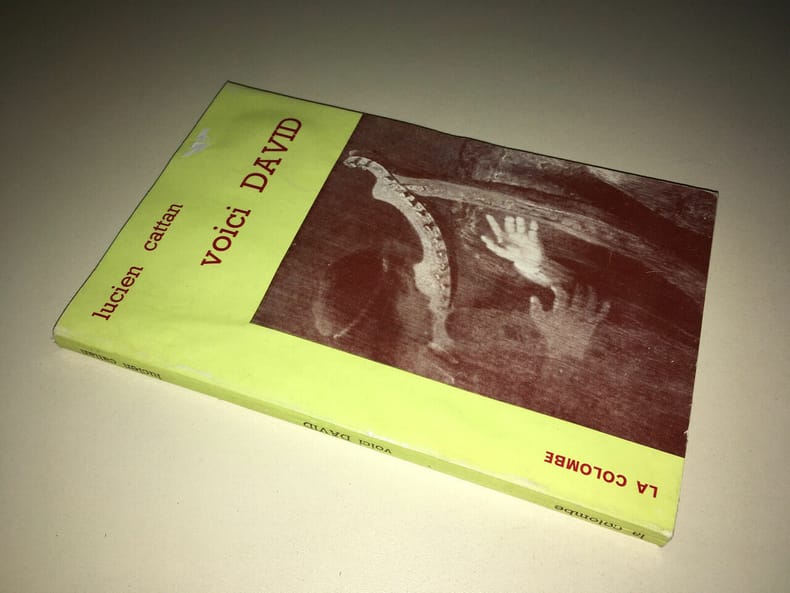 lucien cattan
voici DAVID
LA COLOMBE
lucien cattan
voici DAVID
la colombe